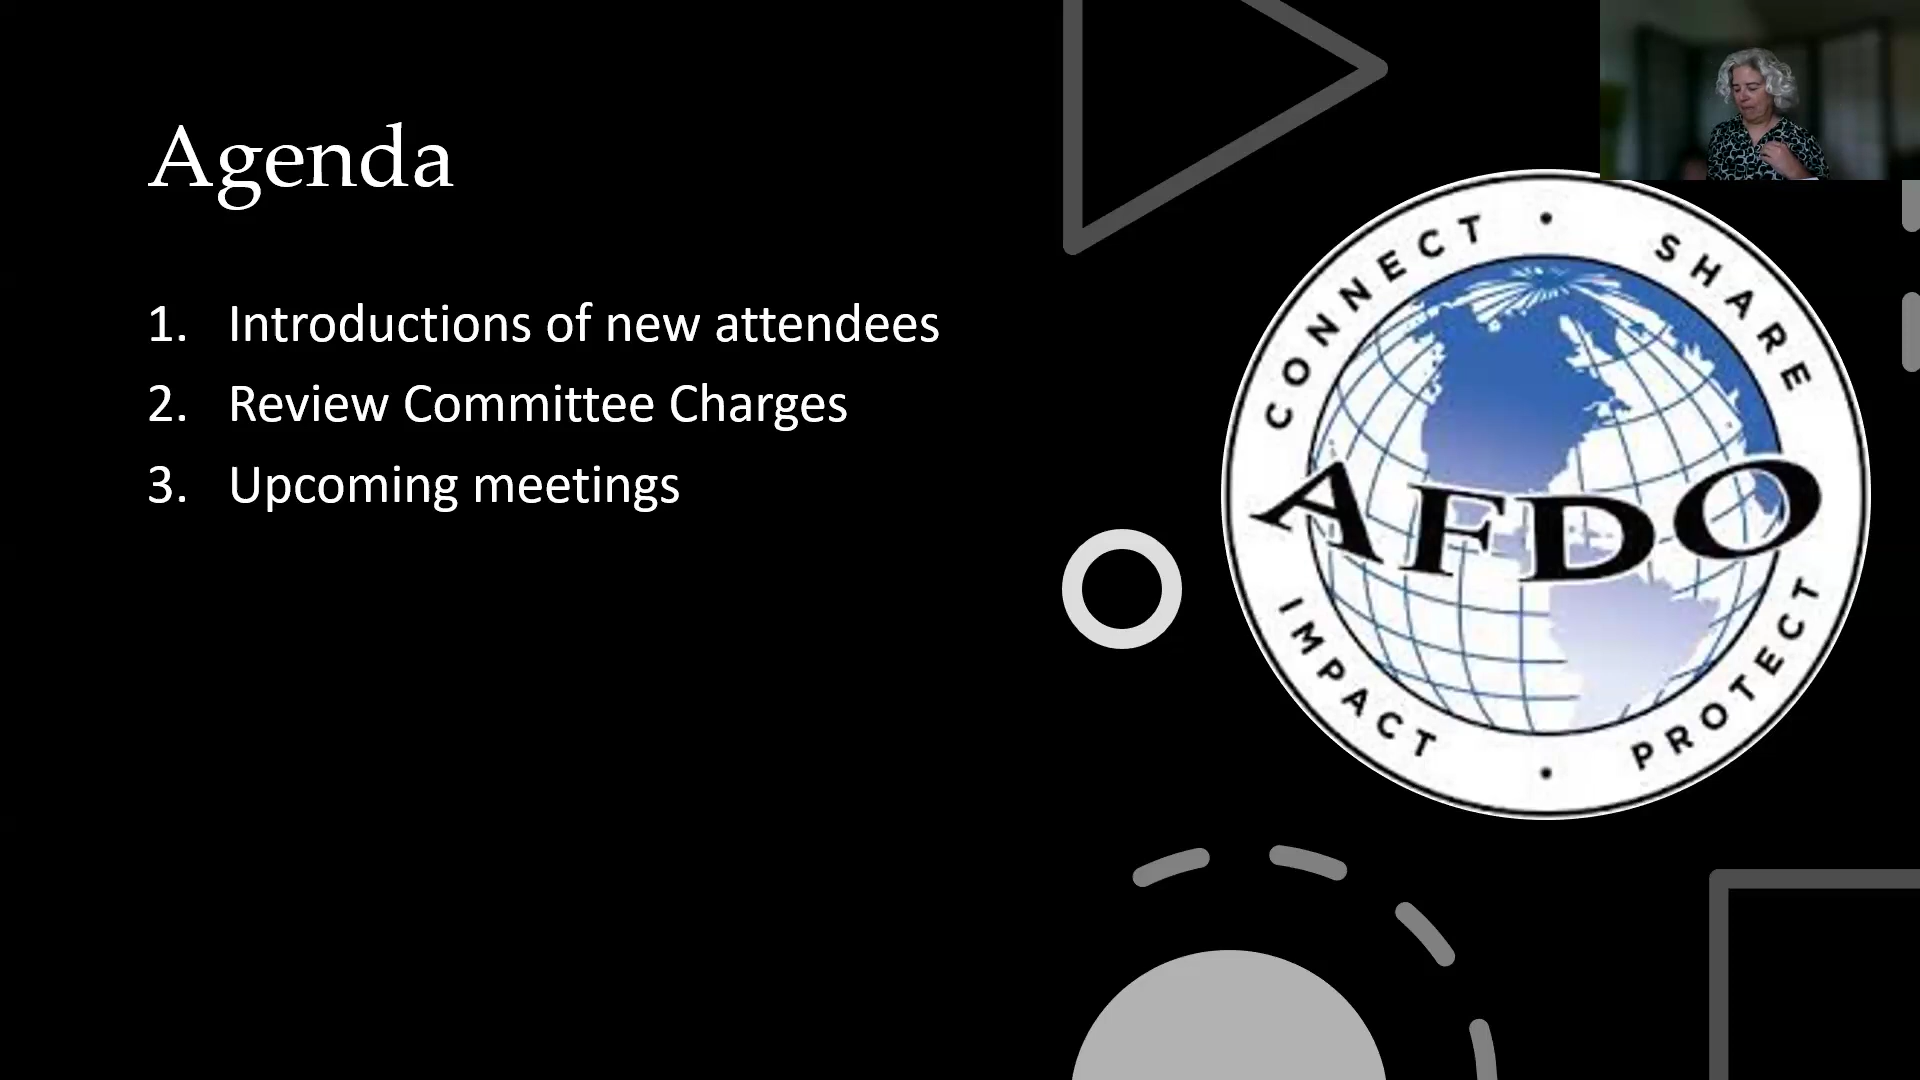 Agenda
1. Introductions of new attendees
2. Review Committee Charges
3. Upcoming meetings
CONNECT • SHARE
AFDO
IMPACT • PROTECT